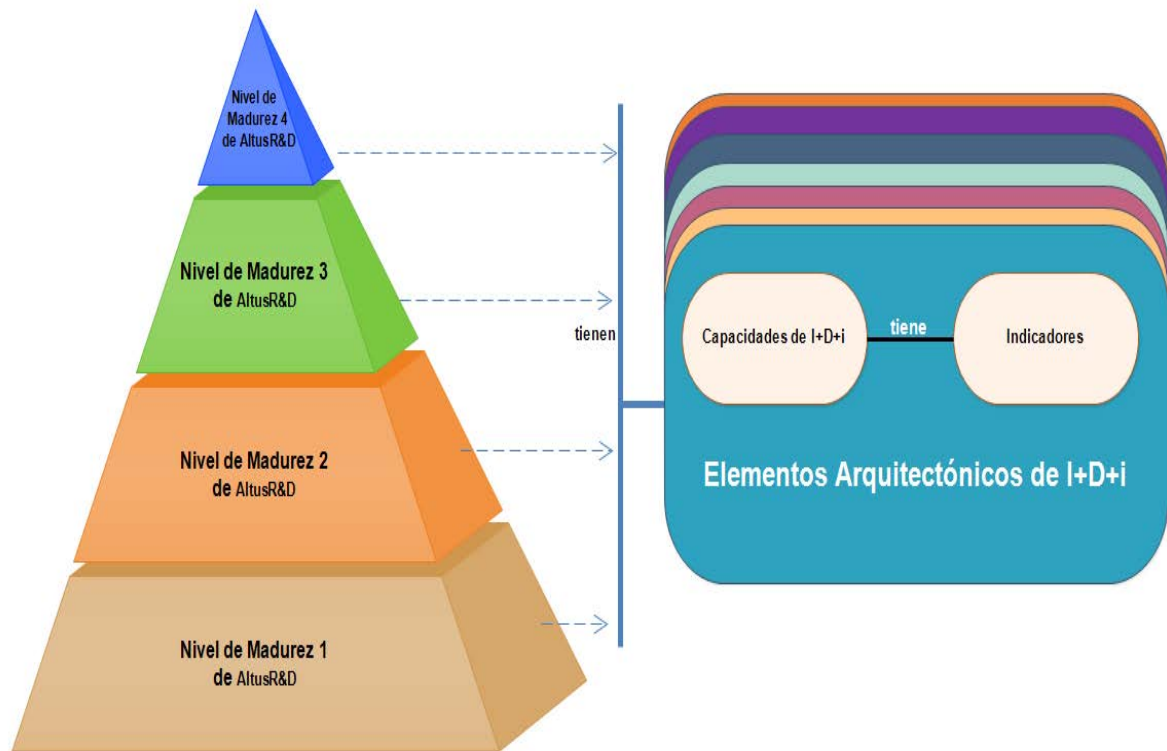 Nivel de
Madurez 4
de AltusR&D
Nivel de Madurez 3
de AltusR&D
Nivel de Madurez 2
de AltusR&D
Nivel de Madurez 1
de AltusR&D
tienen
Capacidades de I+D+i
tiene
Indicadores
Elementos Arquitectónicos de I+D+i